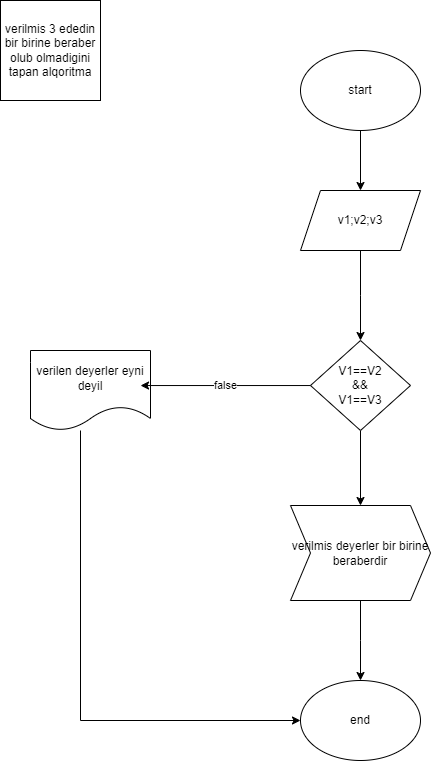 verilmis 3 ededin
bir birine beraber
olub olmadigini
tapan alqoritma
start
v1;v2;v3
V1==V2
&&
V1==V3
false
verilen deyerler eyni
deyil
verilmis deyerler bir birine
beraberdir
end